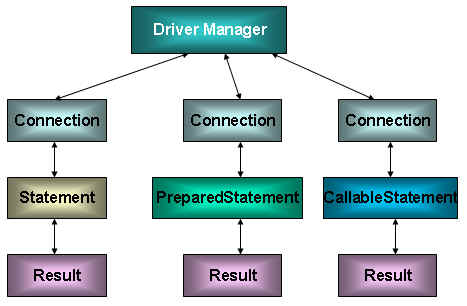 Driver Manager
Connection
Connection
Connection
Statement
PreparedStatement
CallableStatement
Result
Result
Result